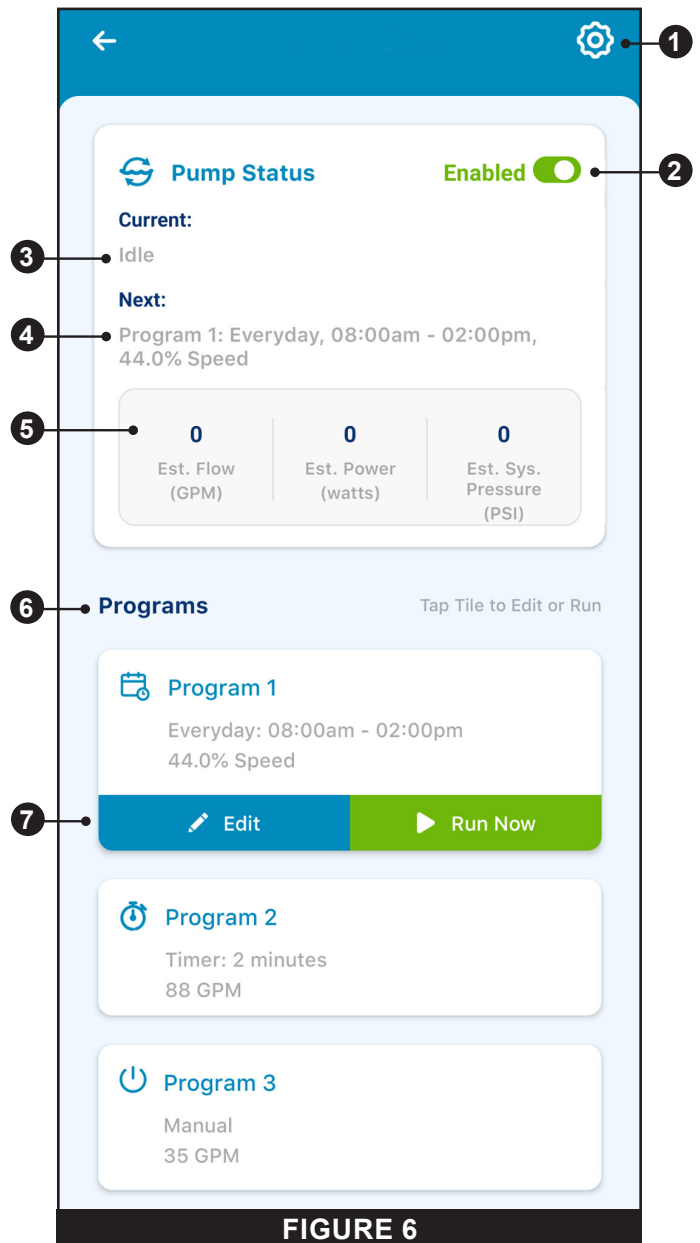 1
Pump Status
Enabled
2
Current:
3
Idle
Next:
4
Program 1: Everyday, 08:00am - 02:00pm,
44.0% Speed
5
0
Est. Flow
(GPM)
0
Est. Power
(watts)
0
Est. Sys.
Pressure
(PSI)
6
Programs
Tap Tile to Edit or Run
Program 1
Everyday: 08:00am - 02:00pm
44.0% Speed
7
Edit
Run Now
Program 2
Timer: 2 minutes
88 GPM
Program 3
Manual
35 GPM
FIGURE 6